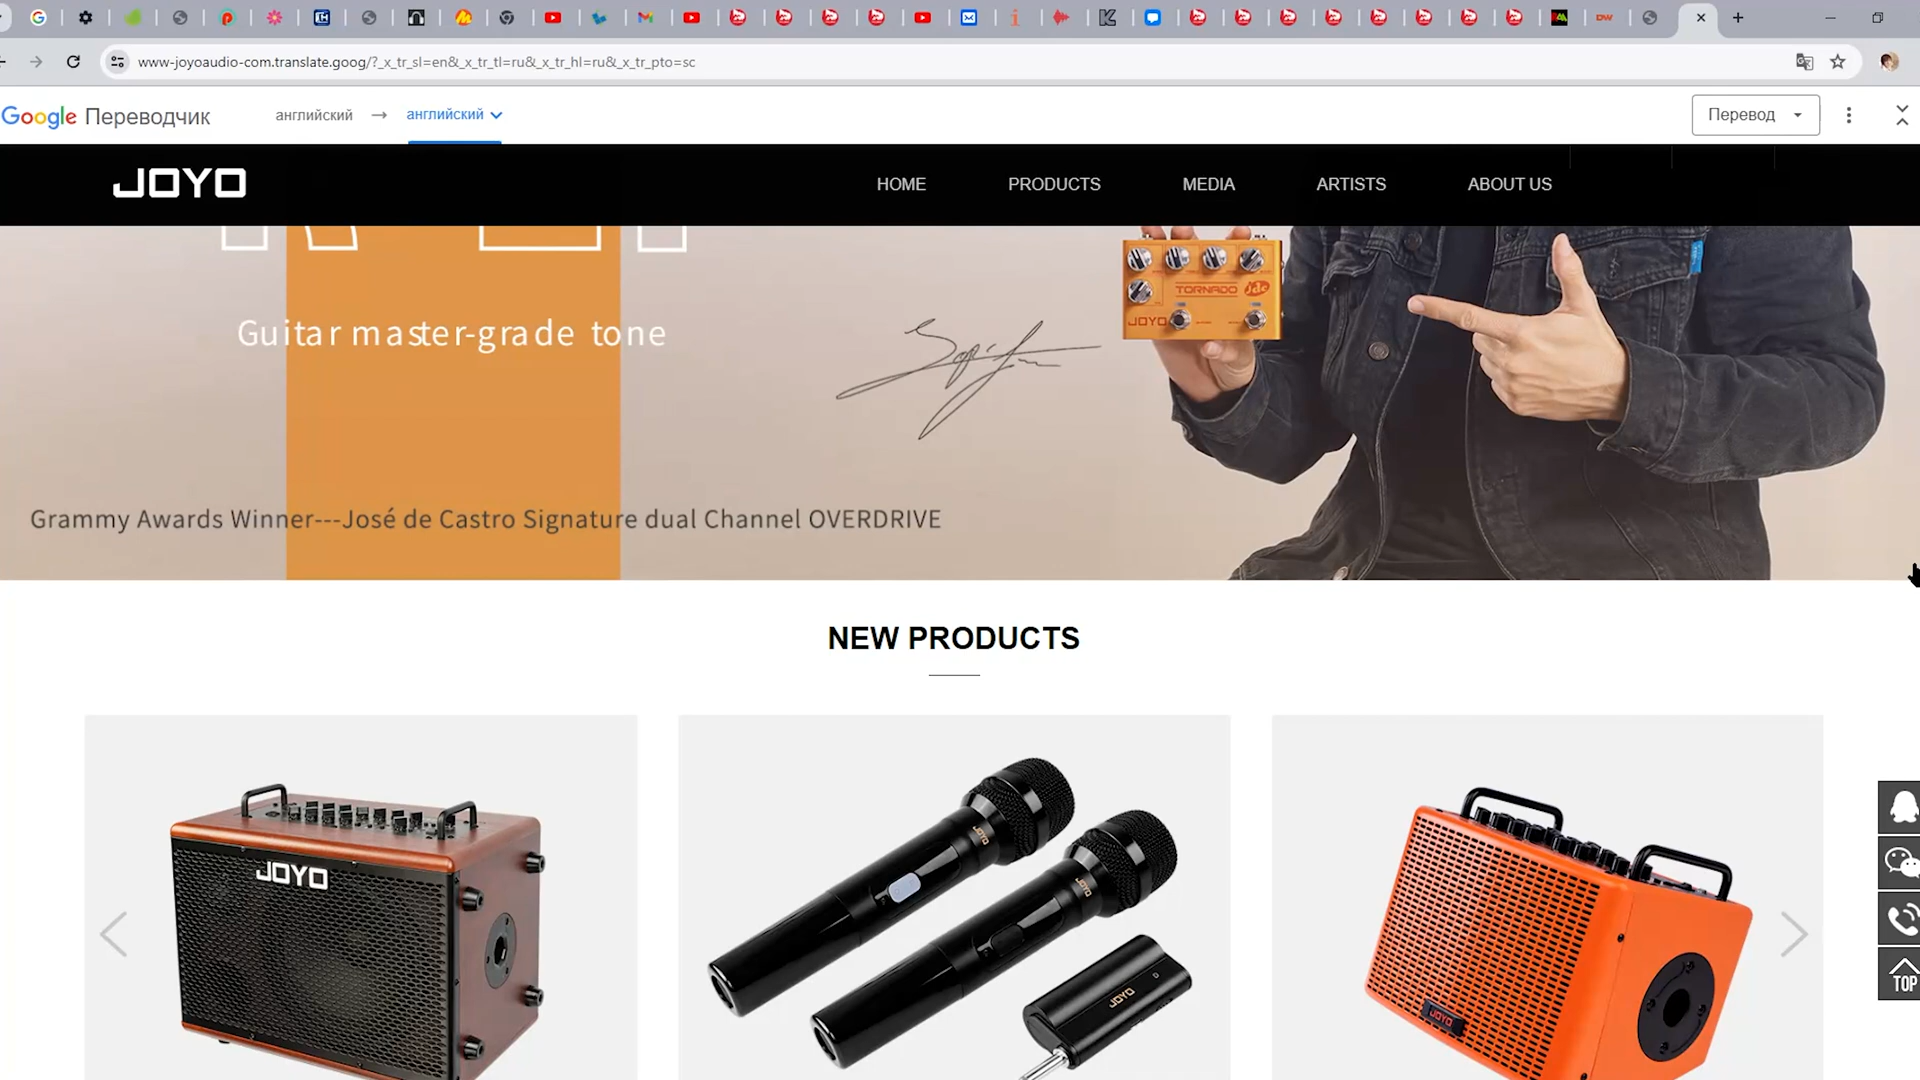 www-joyoaudio-com.translate.goog/?_x_tr_sl=en&_x_tr_tl=ru&_x_tr_hl=ru&_x_tr_pto=sc
Google Переводчик
английский → английский
Перевод
JOYO
HOME PRODUCTS MEDIA ARTISTS ABOUT US
TORNADO jdc
JOYO
Guitar master-grade tone
Grammy Awards Winner---José de Castro Signature dual Channel OVERDRIVE
NEW PRODUCTS
JOYO
JOYO
JOYO
JOYO
JOYO
TOP